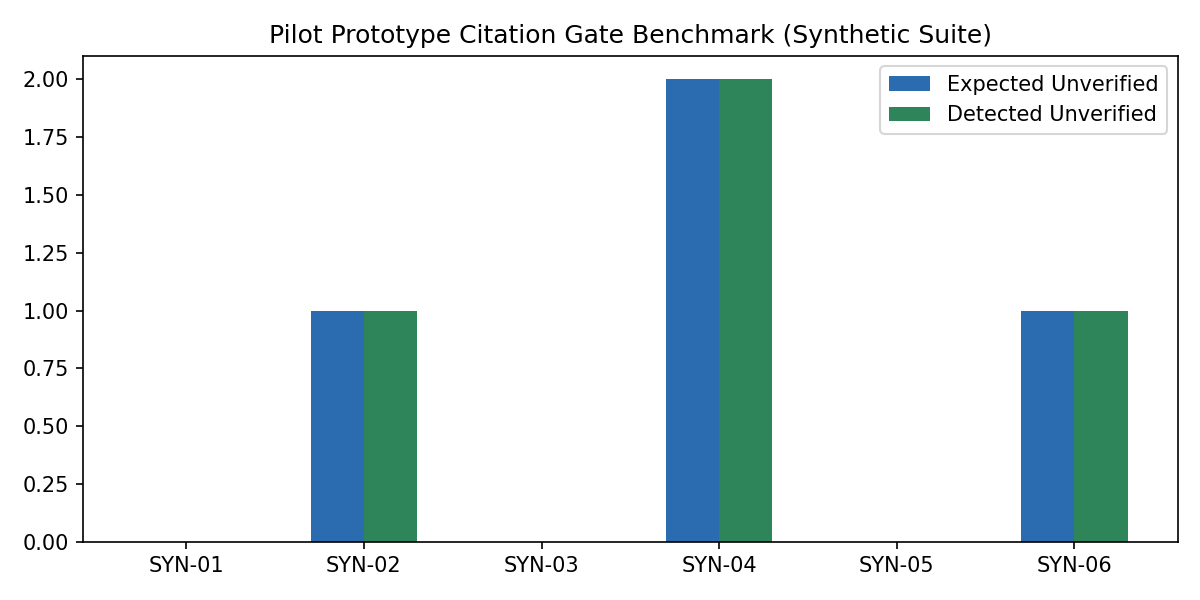 Pilot Prototype Citation Gate Benchmark (Synthetic Suite)
Expected Unverified
Detected Unverified
2.00
1.75
1.50
1.25
1.00
0.75
0.50
0.25
0.00
SYN-01 SYN-02 SYN-03 SYN-04 SYN-05 SYN-06